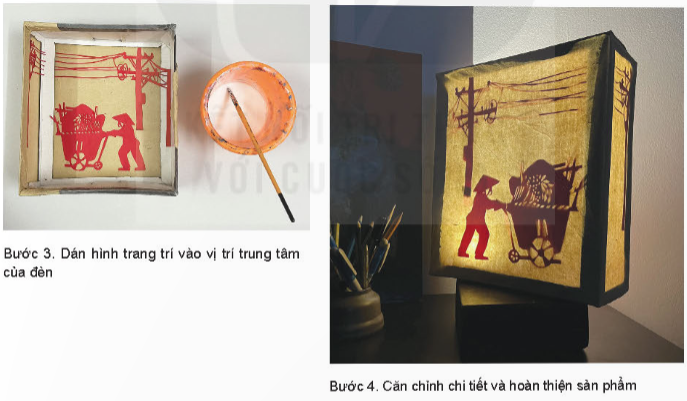 Bước 3. Dán hình trang trí vào vị trí trung tâm
của đèn
Bước 4. Căn chỉnh chi tiết và hoàn thiện sản phẩm